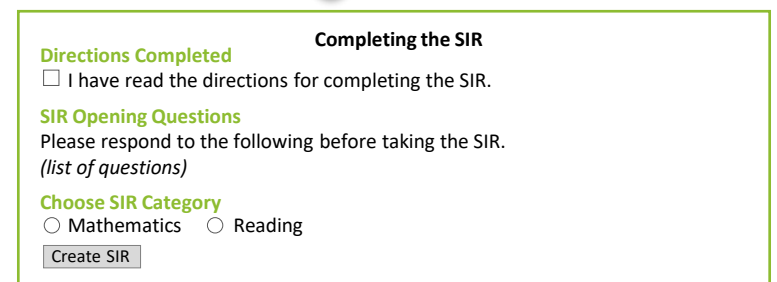 Completing the SIR
Directions Completed
I have read the directions for completing the SIR.
SIR Opening Questions
Please respond to the following before taking the SIR.
(list of questions)
Choose SIR Category
Mathematics Reading
Create SIR